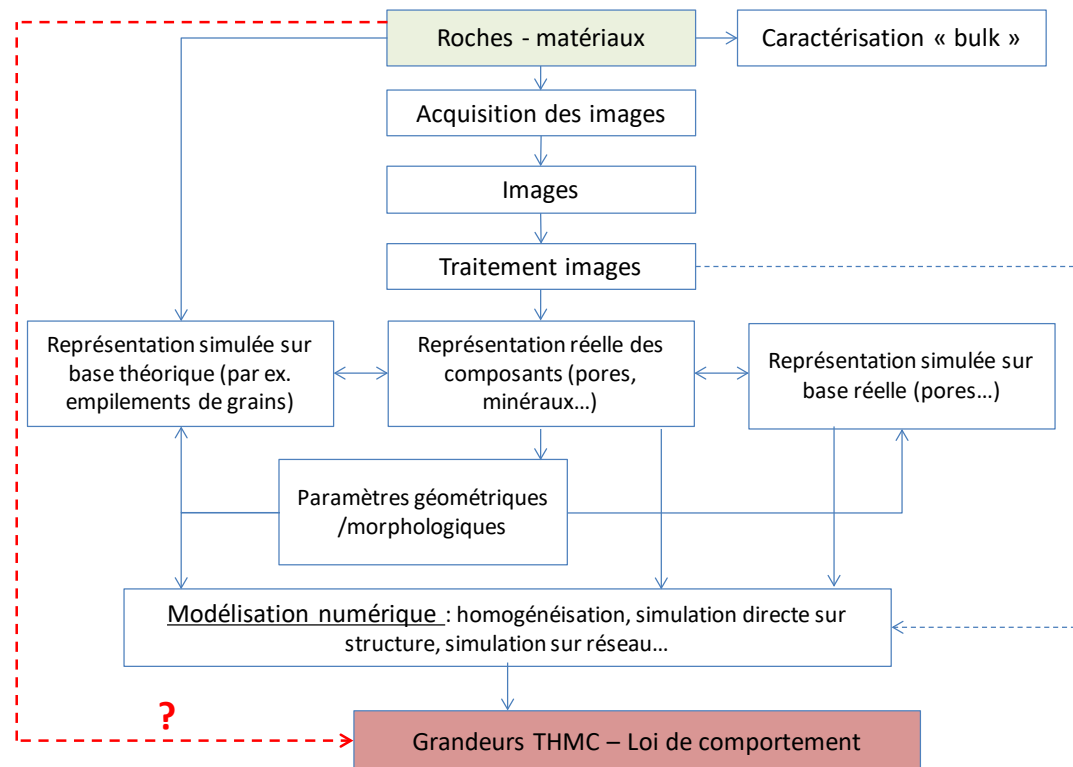 Roches - matériaux
Caractérisation « bulk »
Acquisition des images
Images
Traitement images
Représentation simulée sur
base théorique (par ex.
empilements de grains)
Représentation réelle des
composants (pores,
minéraux…)
Représentation simulée sur
base réelle (pores…)
Paramètres géométriques
/morphologiques
Modélisation numérique : homogénéisation, simulation directe sur
structure, simulation sur réseau…
?
Grandeurs THMC – Loi de comportement